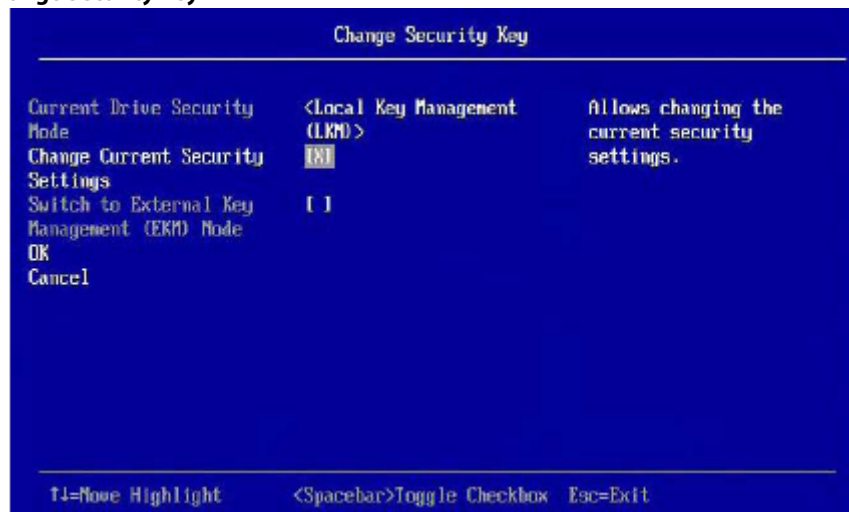 Change Security Key
Current Drive Security
Mode
<Local Key Management
(LKM)>
Change Current Security
Settings
[X]
Switch to External Key
Management (EKM) Mode
[ ]
OK
Cancel
Allows changing the
current security
settings.
↑↓=Move Highlight
<Spacebar>Toggle Checkbox
Esc=Exit